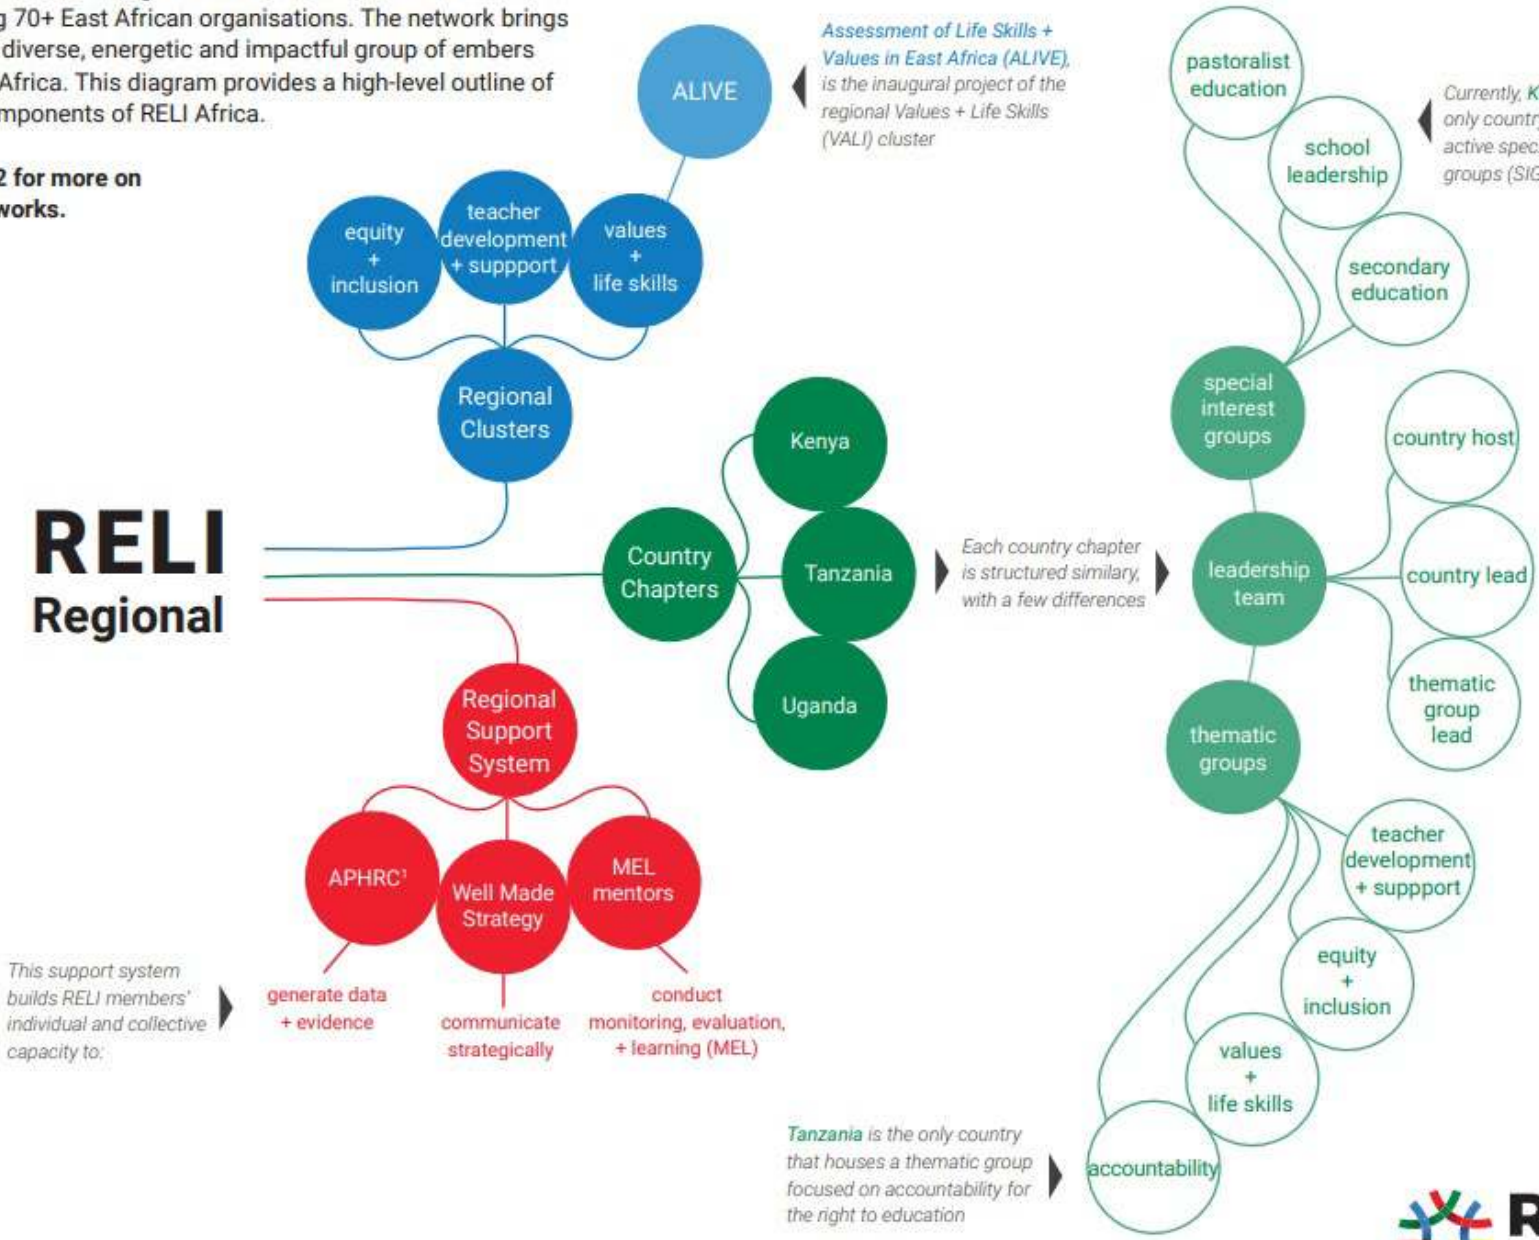 70+ East African organisations. The network brings
diverse, energetic and impactful group of embers
Africa. This diagram provides a high-level outline of
components of RELI Africa.
2 for more on
works.
ALIVE
Assessment of Life Skills +
Values in East Africa (ALIVE),
is the inaugural project of the
regional Values + Life Skills
(VALI) cluster
pastoralist
education
school
leadership
secondary
education
Currently, K
only countr
active spec
groups (SIG
equity
+
inclusion
teacher
development
+ suppport
values
+
life skills
Regional
Clusters
special
interest
groups
RELI
Regional
Country
Chapters
Kenya
Tanzania
Uganda
Each country chapter
is structured similary,
with a few differences
leadership
team
country host
country lead
thematic
group
lead
thematic
groups
Regional
Support
System
APHRC¹
Well Made
Strategy
MEL
mentors
This support system
builds RELI members'
individual and collective
capacity to:
generate data
+ evidence
communicate
strategically
conduct
monitoring, evaluation,
+ learning (MEL)
teacher
development
+ suppport
equity
+
inclusion
values
+
life skills
accountability
Tanzania is the only country
that houses a thematic group
focused on accountability for
the right to education